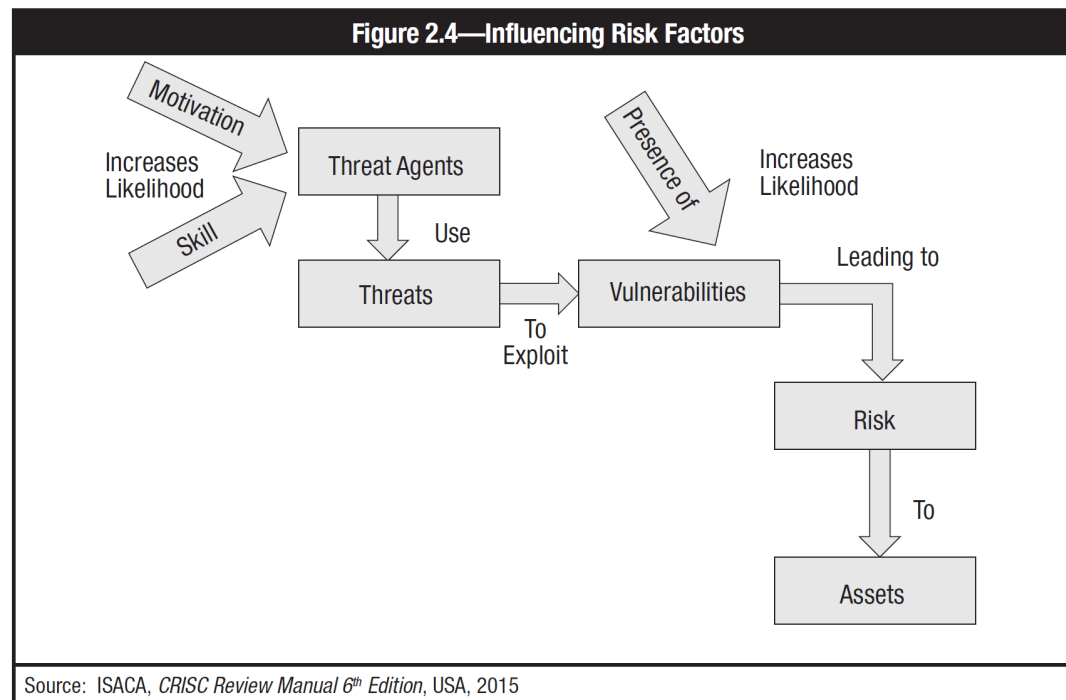 Figure 2.4—Influencing Risk Factors
Motivation
Increases
Likelihood
Skill
Threat Agents
Use
Threats
To
Exploit
Presence of
Increases
Likelihood
Vulnerabilities
Leading to
Risk
To
Assets
Source: ISACA, CRISC Review Manual 6th Edition, USA, 2015